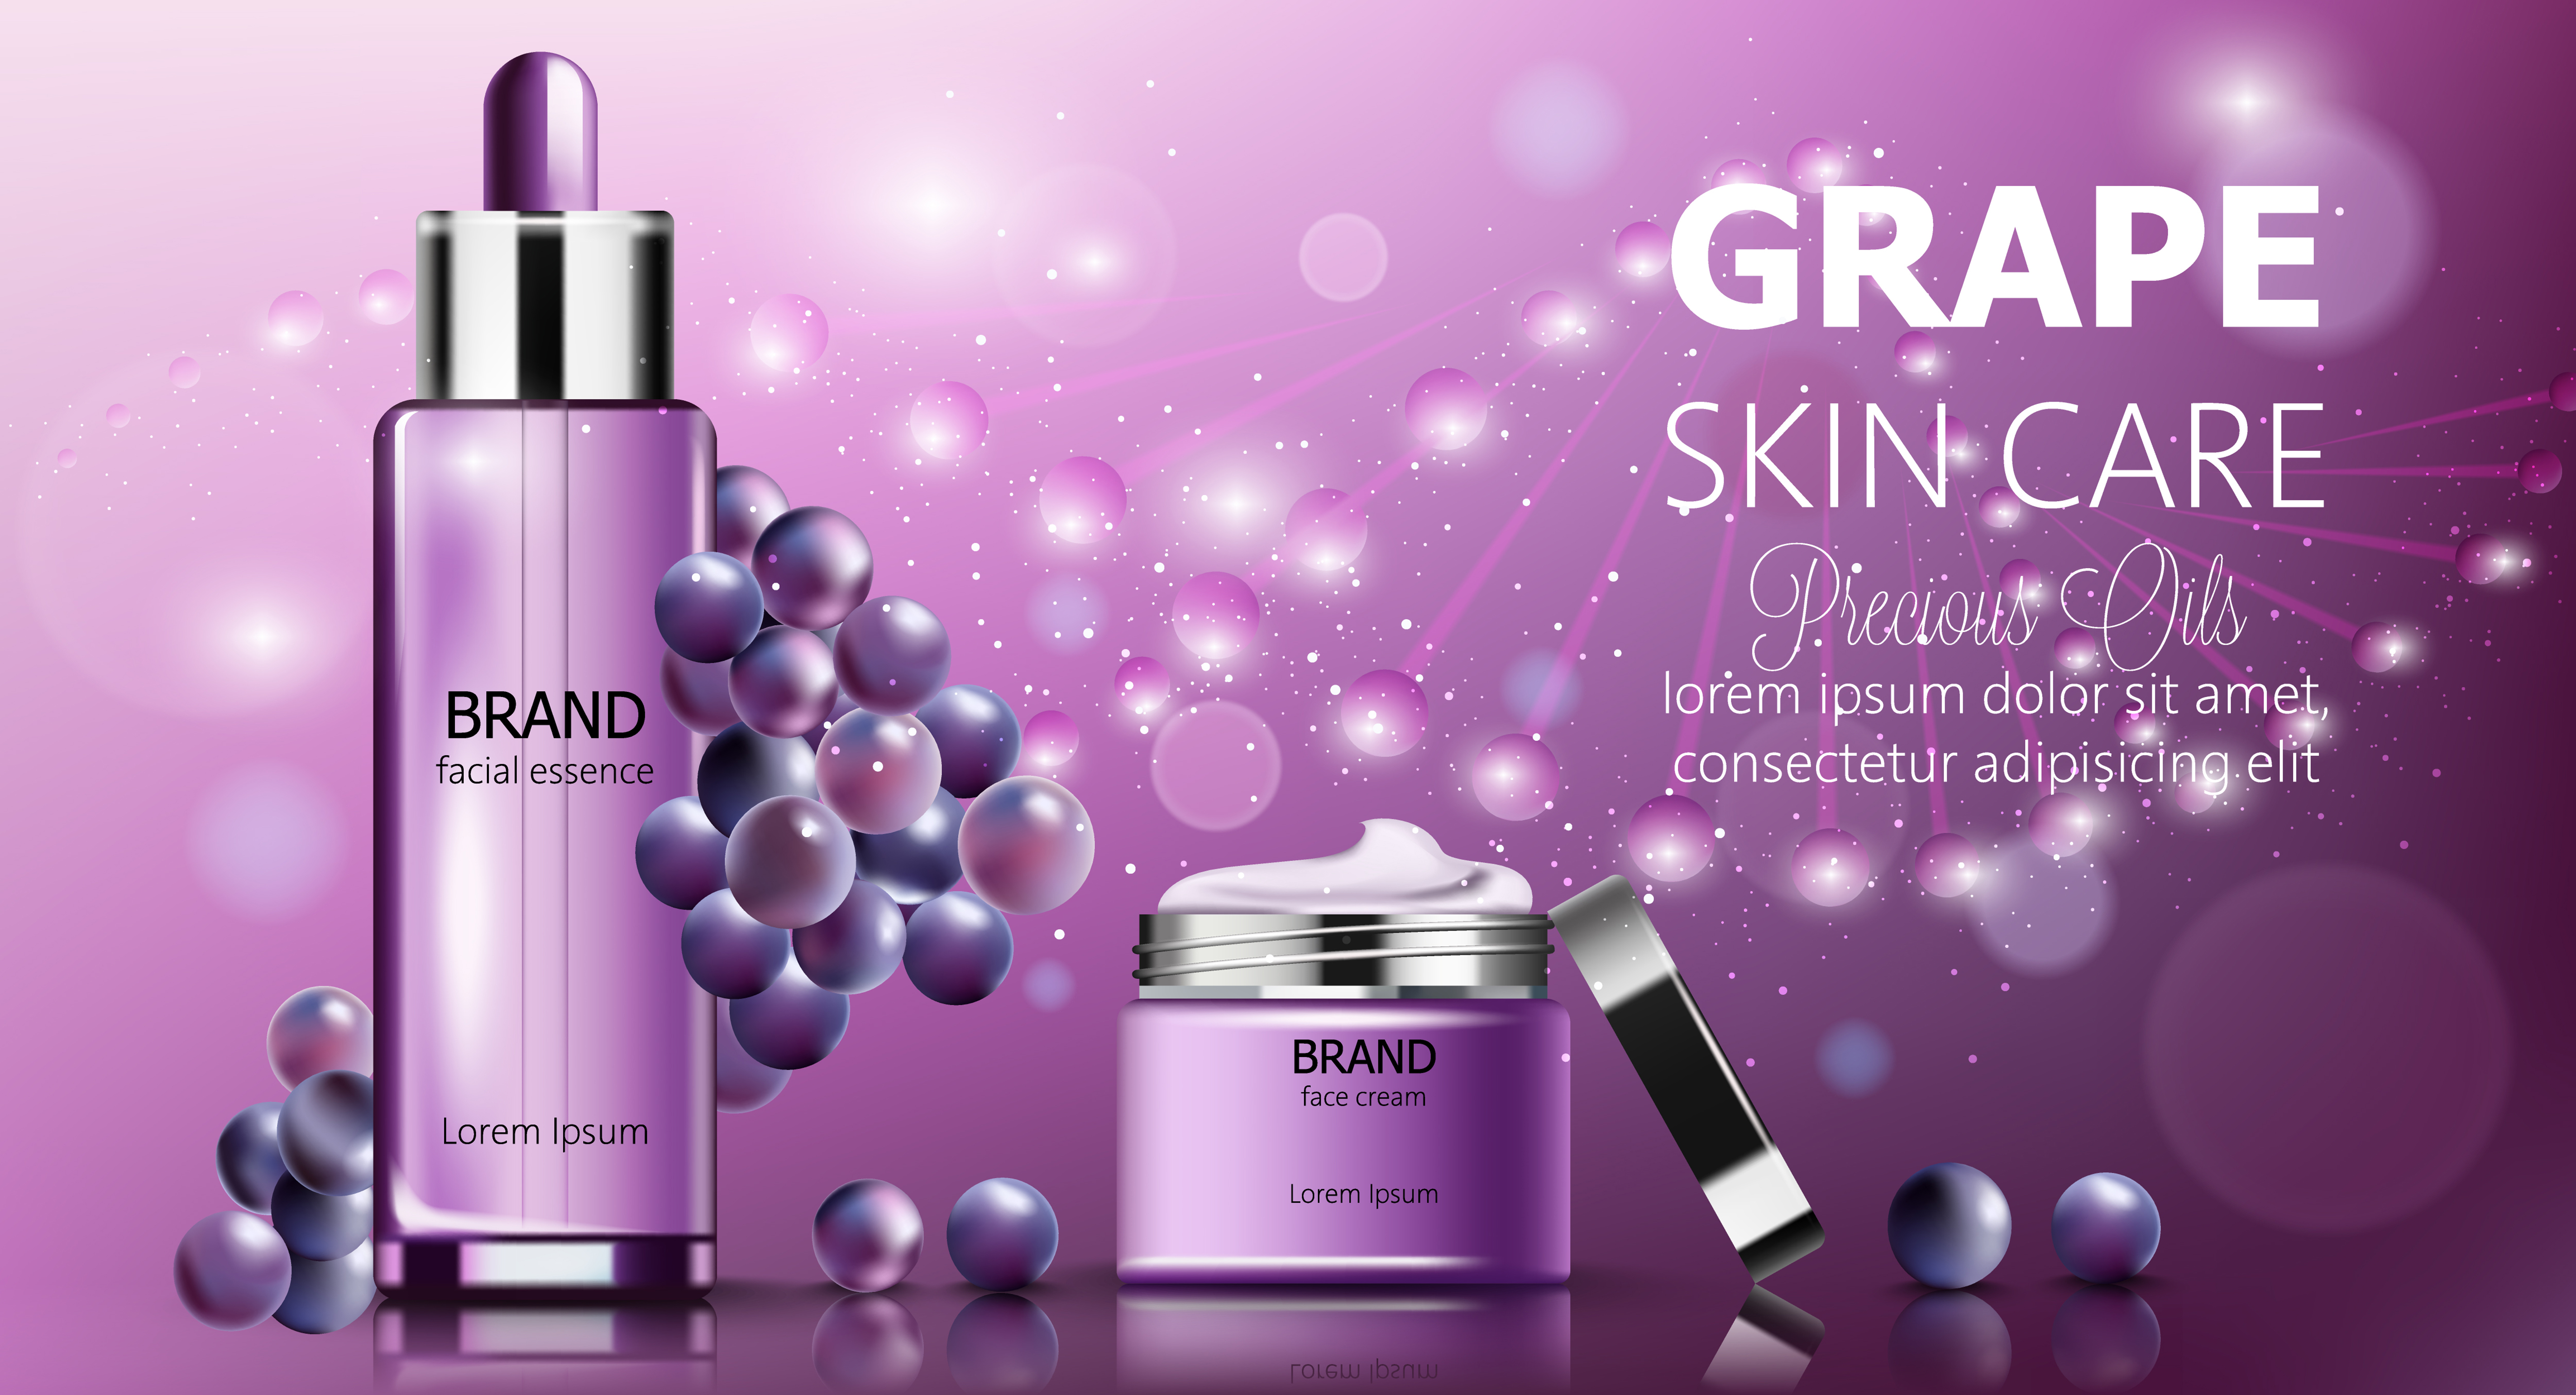 GRAPE
SKIN CARE
Precious Oils
lorem ipsum dolor sit amet,
consectetur adipisicing elit
BRAND
facial essence
Lorem Ipsum
BRAND
face cream
Lorem Ipsum